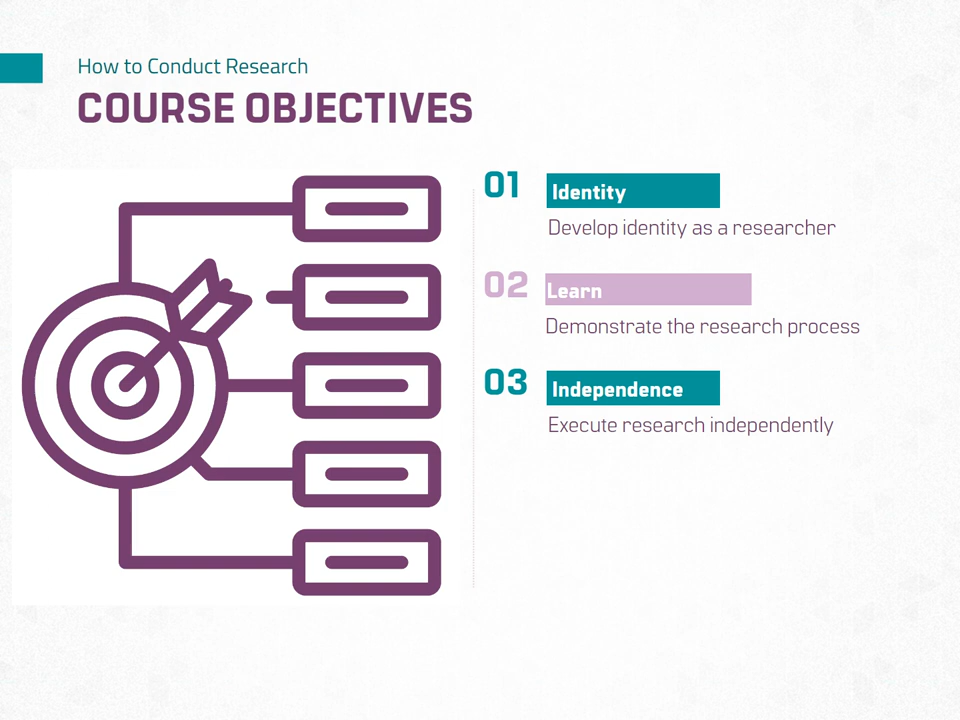 How to Conduct Research
COURSE OBJECTIVES
01
Identity
Develop identity as a researcher
02
Learn
Demonstrate the research process
03
Independence
Execute research independently